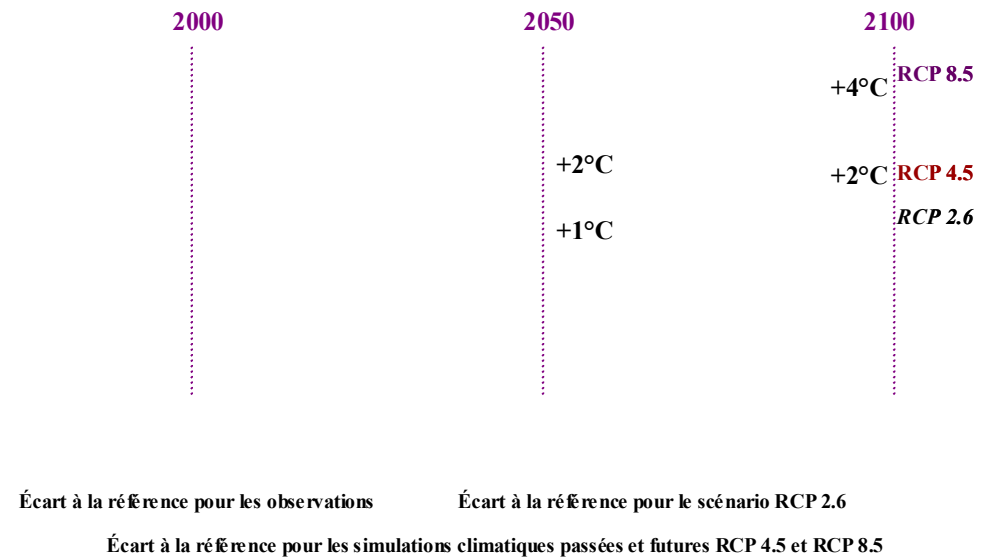 2000 2050 2100
RCP 8.5
+4°C
+2°C
+2°C RCP 4.5
RCP 2.6
+1°C
Écart à la référence pour les observations
Écart à la référence pour le scénario RCP 2.6
Écart à la référence pour les simulations climatiques passées et futures RCP 4.5 et RCP 8.5